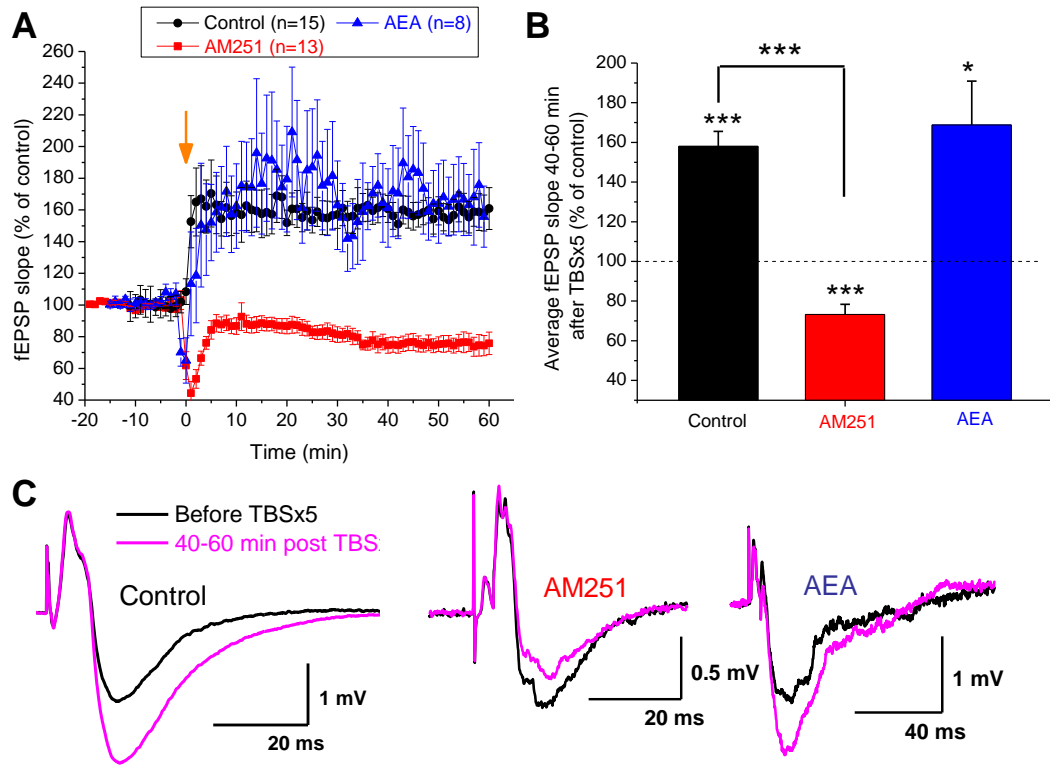 A
Control (n=15) AEA (n=8)
AM251 (n=13)
260
240
220
200
180
160
140
120
100
80
60
40
-20 -10 0 10 20 30 40 50 60
fEPSP slope (% of control)
Time (min)
B
***
***
***
*
200
180
160
140
120
100
80
60
40
Average fEPSP slope 40-60 min
after TBSx5 (% of control)
Control AM251 AEA
C
Before TBSx5
40-60 min post TBS
Control
1 mV
20 ms
AM251
0.5 mV
20 ms
AEA
1 mV
40 ms